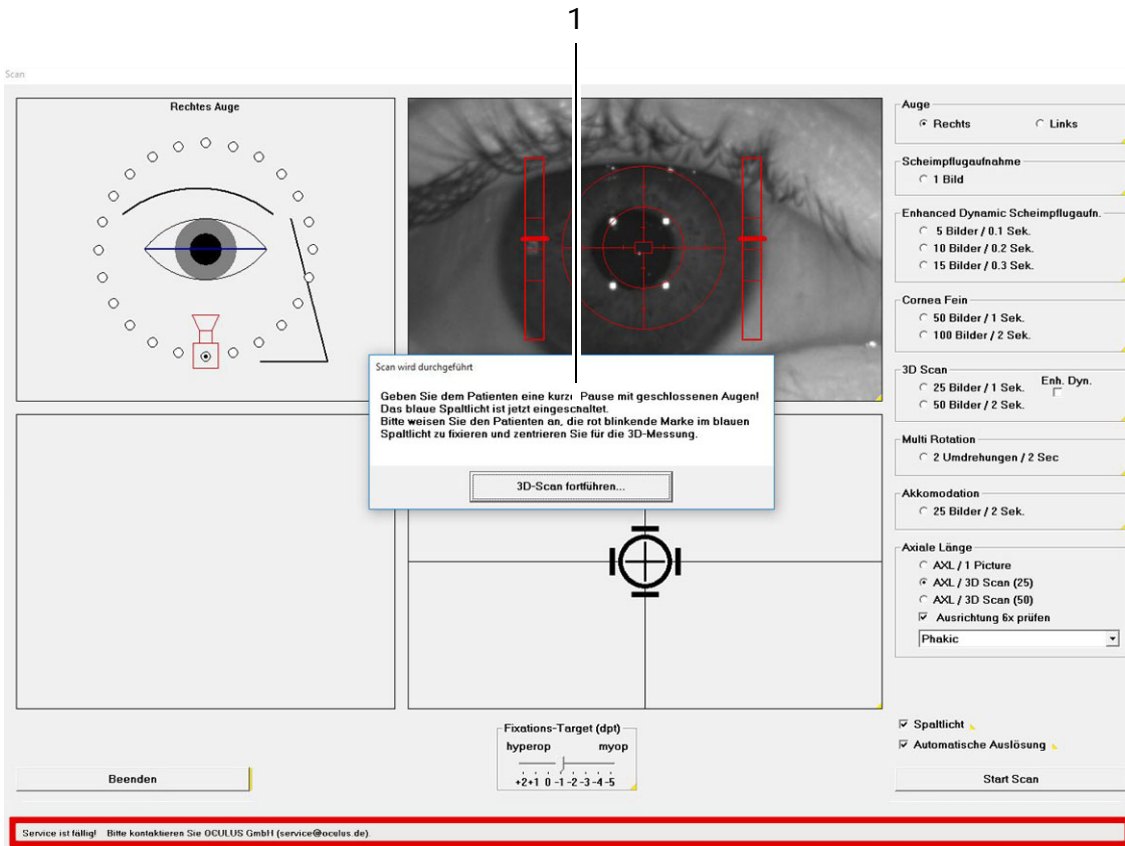 1
Scan
Rechtes Auge
Auge
Rechts Links
Scheimpflugaufnahme
1 Bild
Enhanced Dynamic Scheimpflugaufn.
5 Bilder / 0.1 Sek.
10 Bilder / 0.2 Sek.
15 Bilder / 0.3 Sek.
Cornea Fein
50 Bilder / 1 Sek.
100 Bilder / 2 Sek.
3D Scan
25 Bilder / 1 Sek. Enh. Dyn.
50 Bilder / 2 Sek.
Multi Rotation
2 Umdrehungen / 2 Sec
Akkomodation
25 Bilder / 2 Sek.
Axiale Länge
AXL / 1 Picture
AXL / 3D Scan (25)
AXL / 3D Scan (50)
Ausrichtung 6x prüfen
Phakic
Spaltlicht
Automatische Auslösung
Start Scan
Scan wird durchgeführt
Geben Sie dem Patienten eine kurze Pause mit geschlossenen Augen!
Das blaue Spaltlicht ist jetzt eingeschaltet.
Bitte weisen Sie den Patienten an, die rot blinkende Marke im blauen
Spaltlicht zu fixieren und zentrieren Sie für die 3D-Messung.
3D-Scan fortführen...
Fixations-Target (dpt)
hyperop myop
+2+1 0 -1 -2 -3 -4 -5
Beenden
Service ist fällig! Bitte kontaktieren Sie OCULUS GmbH (service@oculus.de).